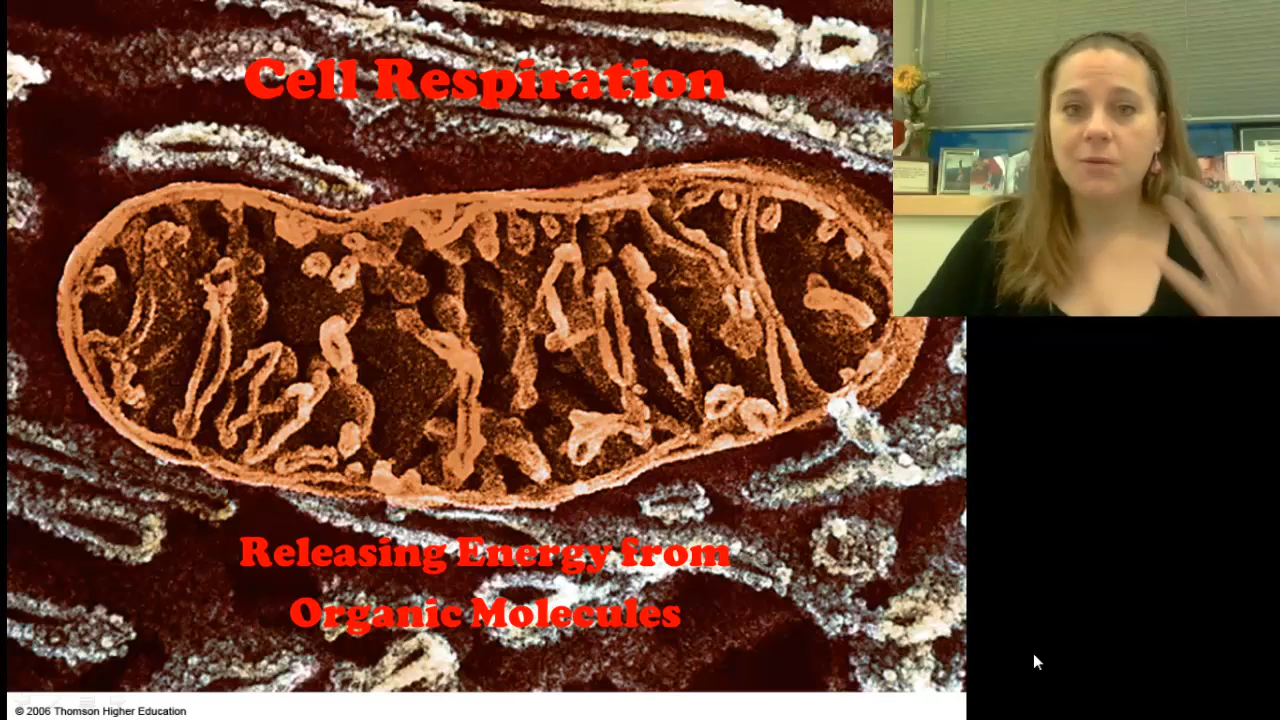 Cell Respiration
Releasing Energy from
Organic Molecules
© 2006 Thomson Higher Education